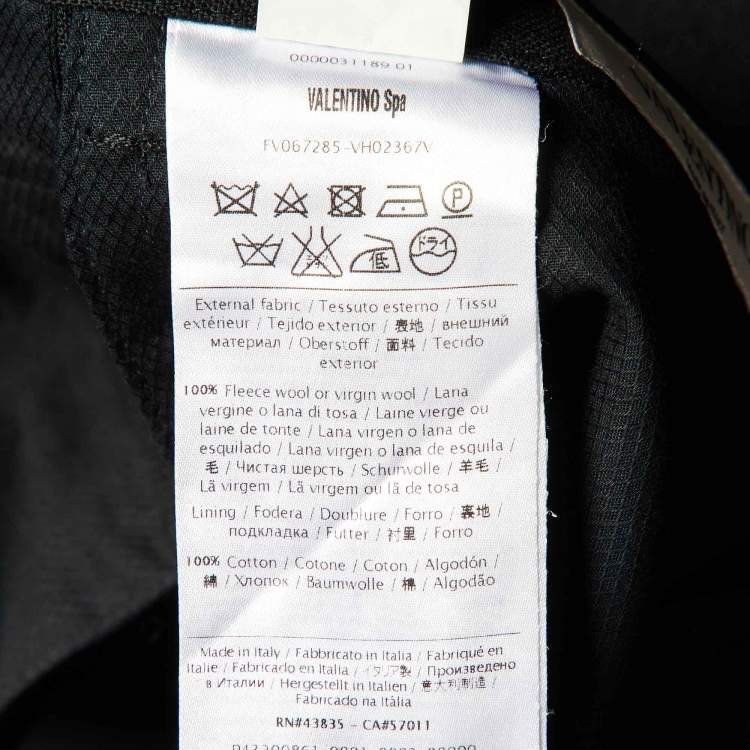 0000031189 01
VALENTINO Spa
FV067285-VH02367V
P
ドライ
低
External fabric / Tessuto esterno / Tissu
extérieur / Tejido exterior / 表地 / внешний
материал / Oberstoff / 面料 / Tecido
exterior
100% Fleece wool or virgin wool / Lana
vergine o lana di tosa / Laine vierge ou
laine de tonte / Lana virgen o lana de
esquilado / Lana virgen o lana de esquila /
毛 / Чистая шерсть / Schurwolle / 羊毛 /
Lã virgem / Lã virgem ou lã de tosa
Lining / Fodera / Doublure / Forro / 裏地 /
подкладка / Futter / 衬里 / Forro
100% Cotton / Cotone / Coton / Algodón /
綿 / Хлопок / Baumwolle / 棉 / Algodão
Made in Italy / Fabbricato in Italia / Fabriqué en
Italie / Fabricado en Italia / イタリア製 / Произведено
в Италии / Hergestellt in Italien / 意大利制造 /
Fabricado na Itàlia
RN#43835 - CA#57011